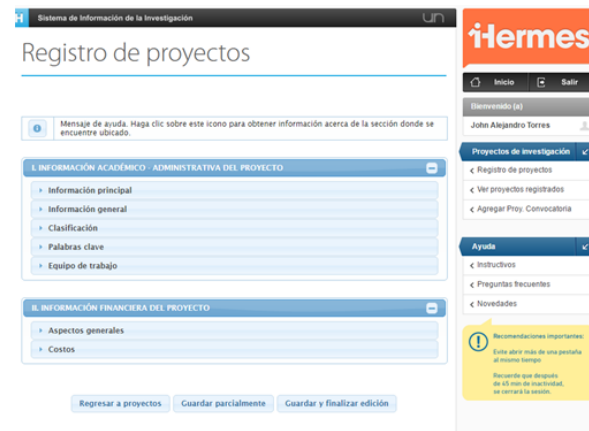 H Sistema de Información de la Investigación
un
Registro de proyectos
Mensaje de ayuda. Haga clic sobre este icono para obtener información acerca de la sección donde se
encuentre ubicado.
I. INFORMACIÓN ACADÉMICO - ADMINISTRATIVA DEL PROYECTO
Información principal
Información general
Clasificación
Palabras clave
Equipo de trabajo
II. INFORMACIÓN FINANCIERA DEL PROYECTO
Aspectos generales
Costos
Regresar a proyectos Guardar parcialmente Guardar y finalizar edición
Hermes
Inicio Salir
Bienvenido (a)
John Alejandro Torres
Proyectos de investigación
Registro de proyectos
Ver proyectos registrados
Agregar Proy. Convocatoria
Ayuda
Instructivos
Preguntas frecuentes
Novedades
Recomendaciones importantes:
Evite abrir más de una pestaña
al mismo tiempo
Recuerde que después
de 45 min de inactividad,
se cerrará la sesión.